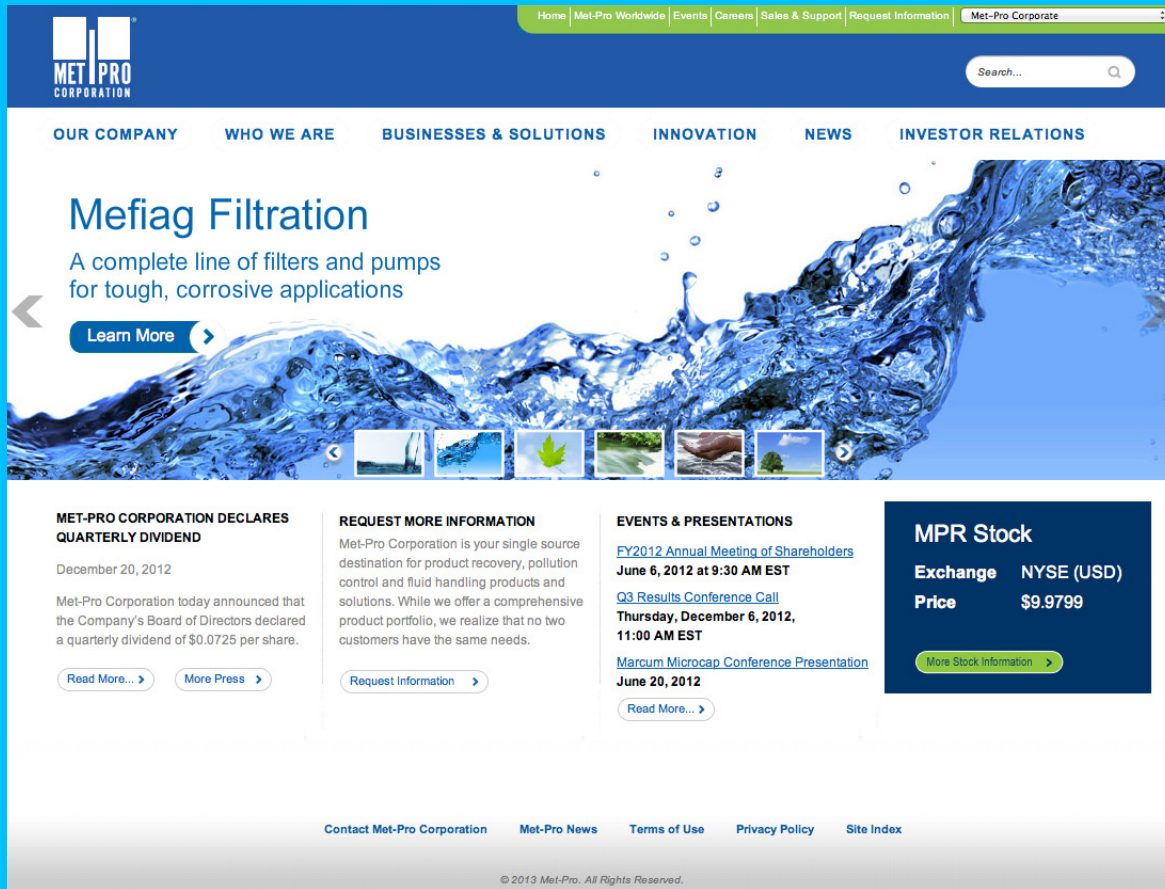 Home Met-Pro Worldwide Events Careers Sales & Support Request Information Met-Pro Corporate
MET PRO
CORPORATION
®
Search...
OUR COMPANY WHO WE ARE BUSINESSES & SOLUTIONS INNOVATION NEWS INVESTOR RELATIONS
Mefiag Filtration
A complete line of filters and pumps
for tough, corrosive applications
Learn More
MET-PRO CORPORATION DECLARES
QUARTERLY DIVIDEND
December 20, 2012
Met-Pro Corporation today announced that
the Company's Board of Directors declared
a quarterly dividend of $0.0725 per share.
Read More...
More Press
REQUEST MORE INFORMATION
Met-Pro Corporation is your single source
destination for product recovery, pollution
control and fluid handling products and
solutions. While we offer a comprehensive
product portfolio, we realize that no two
customers have the same needs.
Request Information
EVENTS & PRESENTATIONS
FY2012 Annual Meeting of Shareholders
June 6, 2012 at 9:30 AM EST
Q3 Results Conference Call
Thursday, December 6, 2012,
11:00 AM EST
Marcum Microcap Conference Presentation
June 20, 2012
Read More...
MPR Stock
Exchange NYSE (USD)
Price $9.9799
More Stock Information
Contact Met-Pro Corporation Met-Pro News Terms of Use Privacy Policy Site Index
© 2013 Met-Pro. All Rights Reserved.